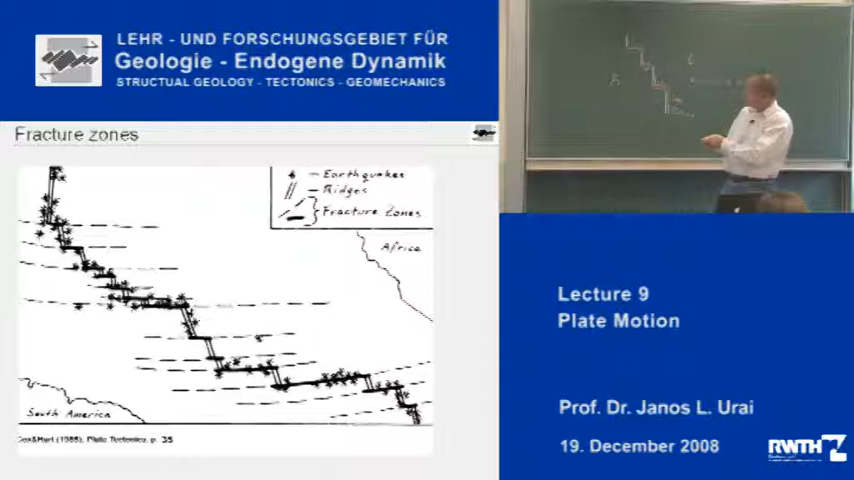 LEHR - UND FORSCHUNGSGEBIET FÜR
Geologie - Endogene Dynamik
STRUCTURAL GEOLOGY - TECTONICS - GEOMECHANICS
Fracture zones
Earthquakes
Ridges
Fracture Zones
Africa
South America
Cox&Hart (1986), Plate Tectonics, p. 35
Lecture 9
Plate Motion
Prof. Dr. Janos L. Urai
19. December 2008
RWTH